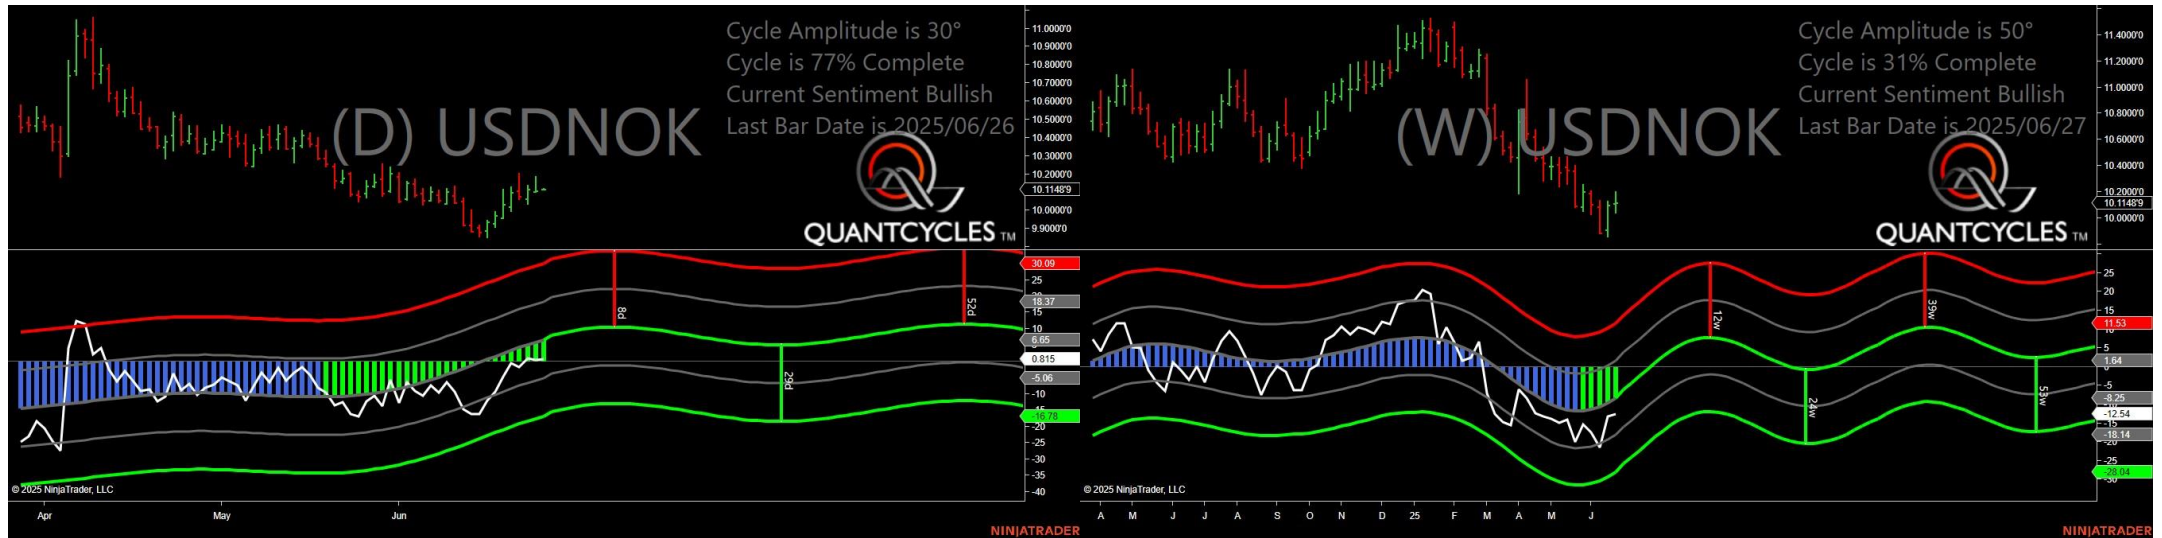 Cycle Amplitude is 30°
Cycle is 77% Complete
Current Sentiment Bullish
Last Bar Date is 2025/06/26
(D) USDNOK
QUANTCYCLES TM
11.0000'0
10.9000'0
10.8000'0
10.7000'0
10.6000'0
10.5000'0
10.4000'0
10.3000'0
10.2000'0
10.1148'9
10.0000'0
9.9000'0
30.09
25
18.37
15
10
6.65
0.815
-5.06
-10
-16.78
-20
-25
-30
-35
-40
8d
29d
52d
© 2025 NinjaTrader, LLC
Apr May Jun
NINJATRADER
Cycle Amplitude is 50°
Cycle is 31% Complete
Current Sentiment Bullish
Last Bar Date is 2025/06/27
(W) USDNOK
QUANTCYCLES TM
11.4000'0
11.2000'0
11.0000'0
10.8000'0
10.6000'0
10.4000'0
10.2000'0
10.1148'9
10.0000'0
25
20
15
11.53
5
1.64
-5
-8.25
-12.54
-15
-18.14
-25
-28.04
12w
24w
39w
53w
© 2025 NinjaTrader, LLC
A M J J A S O N D 25 F M A M J
NINJATRADER